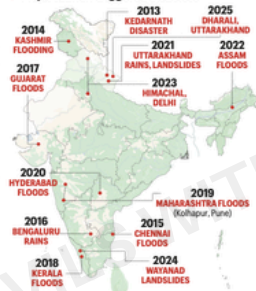 2013
KEDARNATH
DISASTER
2025
DHARALI,
UTTARAKHAND
2014
KASHMIR
FLOODING
2021
UTTARAKHAND
RAINS, LANDSLIDES
2022
ASSAM
FLOODS
2017
GUJARAT
FLOODS
2023
HIMACHAL,
DELHI
2020
HYDERABAD
FLOODS
2019
MAHARASHTRA FLOODS
(Kolhapur, Pune)
2016
BENGALURU
RAINS
2015
CHENNAI
FLOODS
2018
KERALA
FLOODS
2024
WAYANAD
LANDSLIDES